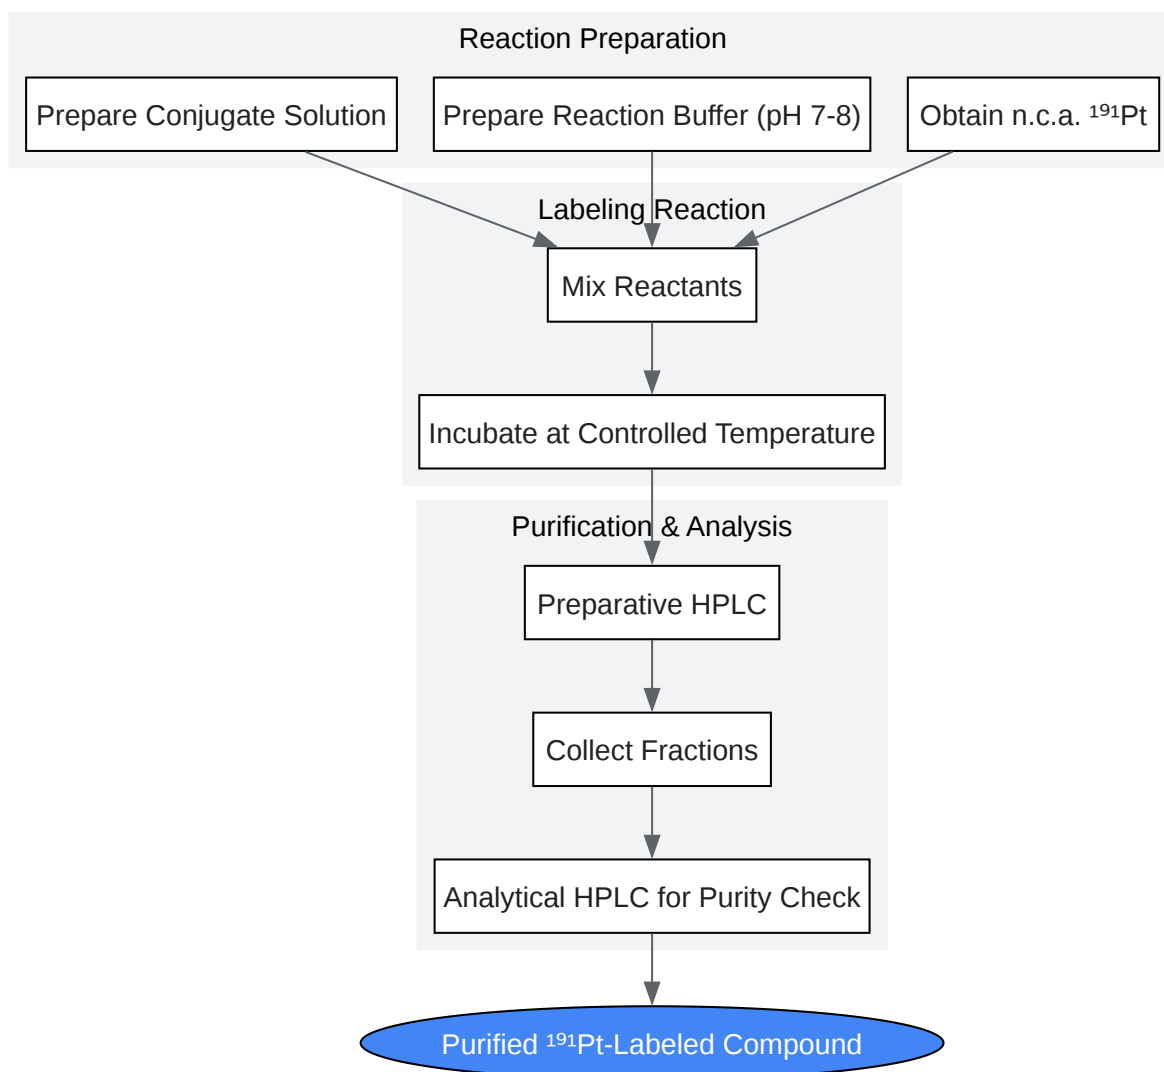 Reaction Preparation
Prepare Conjugate Solution
Prepare Reaction Buffer (pH 7-8)
Obtain n.c.a. ¹⁹¹Pt
Labeling Reaction
Mix Reactants
Incubate at Controlled Temperature
Purification & Analysis
Preparative HPLC
Collect Fractions
Analytical HPLC for Purity Check
Purified ¹⁹¹Pt-Labeled Compound